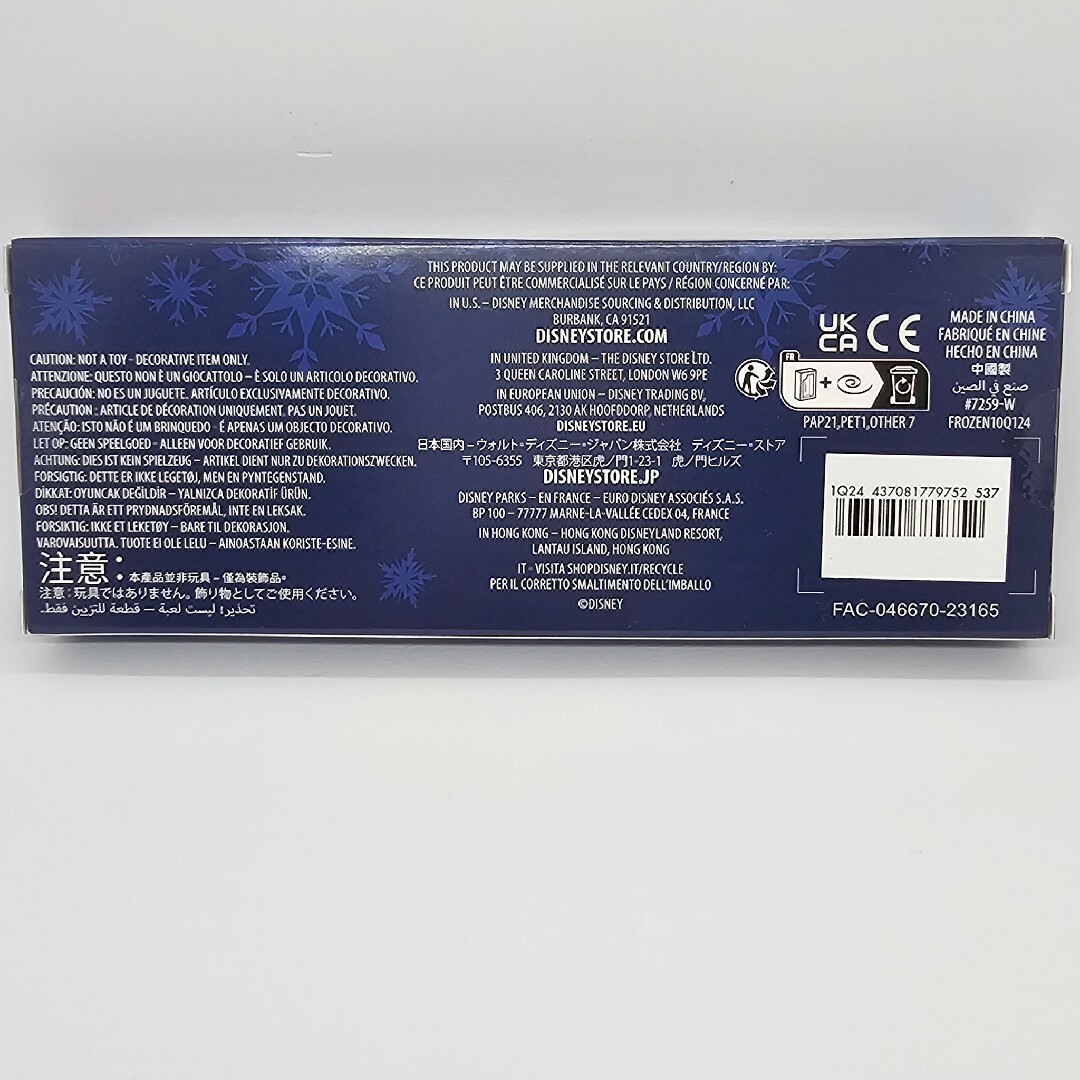 CAUTION: NOT A TOY - DECORATIVE ITEM ONLY.
ATTENZIONE: QUESTO NON È UN GIOCATTOLO – È SOLO UN ARTICOLO DECORATIVO.
PRECAUCIÓN: NO ES UN JUGUETE. ARTÍCULO EXCLUSIVAMENTE DECORATIVO.
PRÉCAUTION : ARTICLE DE DÉCORATION UNIQUEMENT. PAS UN JOUET.
ATENÇÃO: ISTO NÃO É UM BRINQUEDO - É APENAS UM OBJECTO DECORATIVO.
LET OP: GEEN SPEELGOED - ALLEEN VOOR DECORATIEF GEBRUIK.
ACHTUNG: DIES IST KEIN SPIELZEUG – ARTIKEL DIENT NUR ZU DEKORATIONSZWECKEN.
FORSIGTIG: DETTE ER IKKE LEGETØJ, MEN EN PYNTEGENSTAND.
DİKKAT: OYUNCAK DEĞİLDİR – YALNIZCA DEKORATİF ÜRÜN.
OBS! DETTA ÄR ETT PRYDNADSFÖREMÅL, INTE EN LEKSAK.
FORSIKTIG: IKKE ET LEKETØY – BARE TIL DEKORASJON.
VAROVAISUUTTA. TUOTE EI OLE LELU – AINOASTAAN KORISTE-ESINE.
注意: 本產品並非玩具 – 僅為裝飾品。
注意: 玩具ではありません。飾り物としてご使用ください。
تحذير! ليست لعبة – قطعة للتزيين فقط.
THIS PRODUCT MAY BE SUPPLIED IN THE RELEVANT COUNTRY/REGION BY:
CE PRODUIT PEUT ÊTRE COMMERCIALISÉ SUR LE PAYS / RÉGION CONCERNÉ PAR:
IN U.S. – DISNEY MERCHANDISE SOURCING & DISTRIBUTION, LLC
BURBANK, CA 91521
DISNEYSTORE.COM
IN UNITED KINGDOM – THE DISNEY STORE LTD.
3 QUEEN CAROLINE STREET, LONDON W6 9PE
IN EUROPEAN UNION – DISNEY TRADING BV,
POSTBUS 406, 2130 AK HOOFDDORP, NETHERLANDS
DISNEYSTORE.EU
日本国内 – ウォルト・ディズニー・ジャパン株式会社 ディズニー・ストア
〒105-6355 東京都港区虎ノ門1-23-1 虎ノ門ヒルズ
DISNEYSTORE.JP
DISNEY PARKS – EN FRANCE – EURO DISNEY ASSOCIÉS S.A.S.
BP 100 – 77777 MARNE-LA-VALLÉE CEDEX 04, FRANCE
IN HONG KONG – HONG KONG DISNEYLAND RESORT,
LANTAU ISLAND, HONG KONG
IT - VISITA SHOPDISNEY.IT/RECYCLE
PER IL CORRETTO SMALTIMENTO DELL'IMBALLO
©DISNEY
UK
CA CE
FR
+
PAP21,PET1,OTHER 7
MADE IN CHINA
FABRIQUÉ EN CHINE
HECHO EN CHINA
中國製
صنع في الصين
#7259-W
FROZEN10Q124
1Q24 437081779752 537
FAC-046670-23165